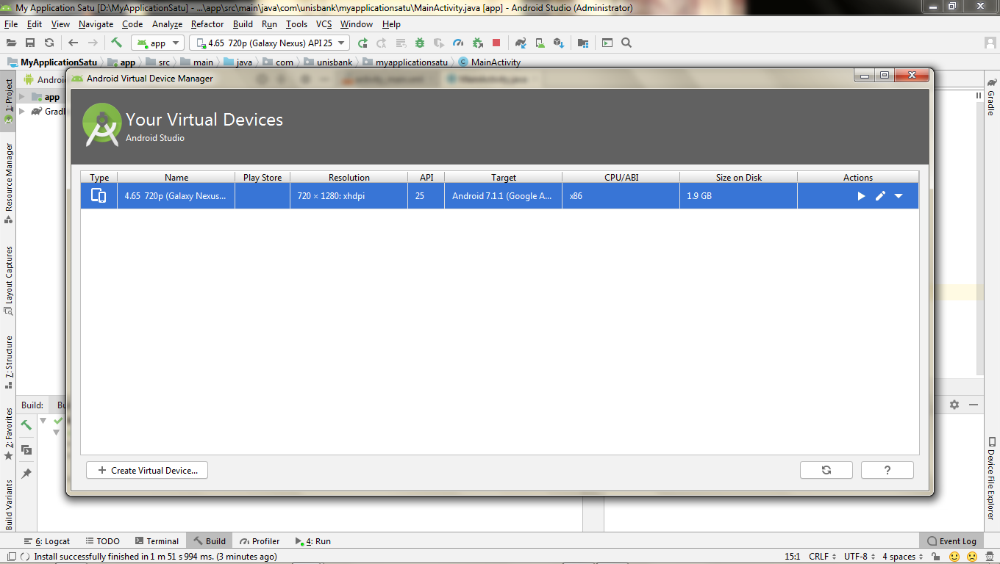 My Application Satu [D:\MyApplicationSatu] - ...\app\src\main\java\com\unisbank\myapplicationsatu\MainActivity.java [app] - Android Studio (Administrator)
File Edit View Navigate Code Analyze Refactor Build Run Tools VCS Window Help
app 4.65 720p (Galaxy Nexus) API 25
MyApplicationSatu app src main java com unisbank myapplicationsatu MainActivity
Android Virtual Device Manager
Your Virtual Devices
Android Studio
Type Name Play Store Resolution API Target CPU/ABI Size on Disk Actions
4.65 720p (Galaxy Nexus... 720 × 1280: xhdpi 25 Android 7.1.1 (Google A... x86 1.9 GB
+ Create Virtual Device...
?
Androi
app
Gradl
1: Project
Resource Manager
Layout Captures
7: Structure
2: Favorites
Build Variants
Gradle
Device File Explorer
Build: Bu
6: Logcat TODO Terminal Build Profiler 4: Run Event Log
Install successfully finished in 1 m 51 s 994 ms. (3 minutes ago) 15:1 CRLF UTF-8 4 spaces